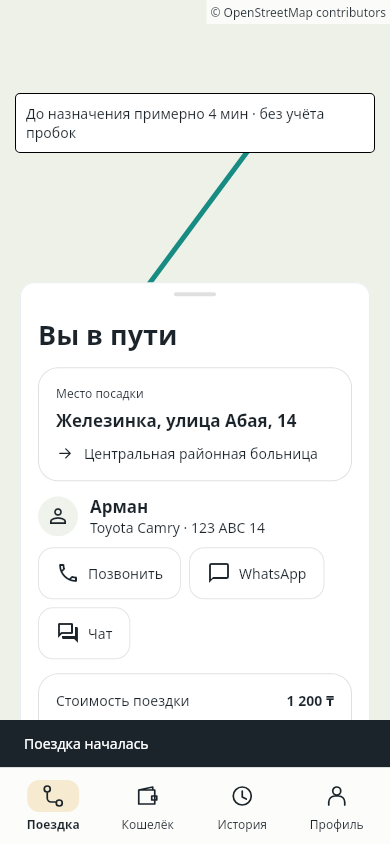 © OpenStreetMap contributors
До назначения примерно 4 мин · без учёта
пробок
Вы в пути
Место посадки
Железинка, улица Абая, 14
→ Центральная районная больница
Арман
Toyota Camry · 123 ABC 14
Позвонить
WhatsApp
Чат
Стоимость поездки 1 200 ₸
Поездка началась
Поездка
Кошелёк
История
Профиль